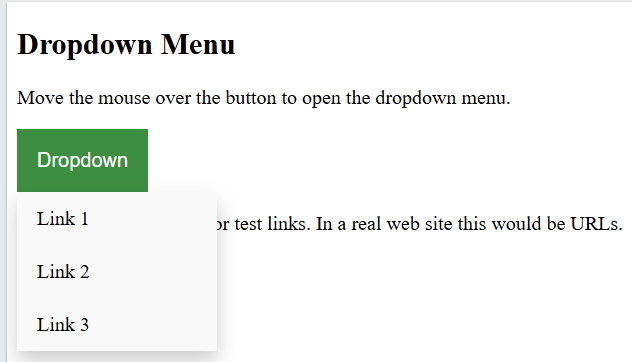 Dropdown Menu
Move the mouse over the button to open the dropdown menu.
Dropdown
Link 1
test links. In a real web site this would be URLs.
Link 2
Link 3